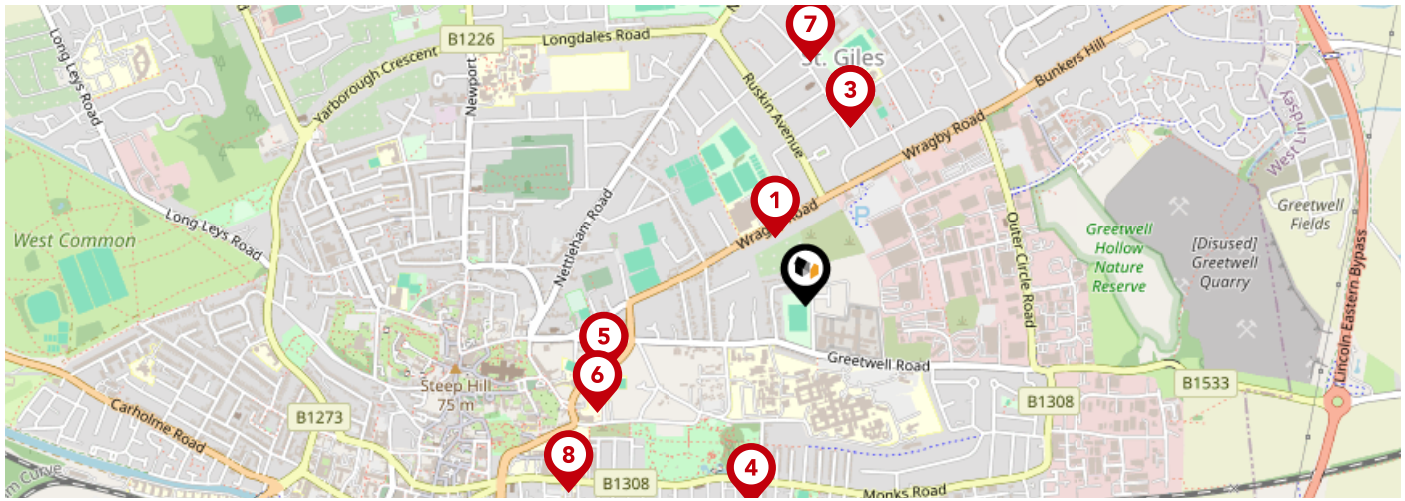 Long Leys Road
Yarborough Crescent
B1226
Newport
Longdales Road
7
St. Giles
3
Ruskin Avenue
Wragby Road
Bunkers Hill
West Lindsey
Greetwell
Fields
[Disused]
Greetwell
Quarry
Greetwell
Hollow
Nature
Reserve
Outer Circle Road
Lincoln Eastern Bypass
West Common
Long Leys Road
Nettleham Road
1
Wragby Road
P
5
6
Greetwell Road
B1533
B1308
Steep Hill
75 m
B1273
Carholme Road
8
B1308
4
Monks Road
Curve